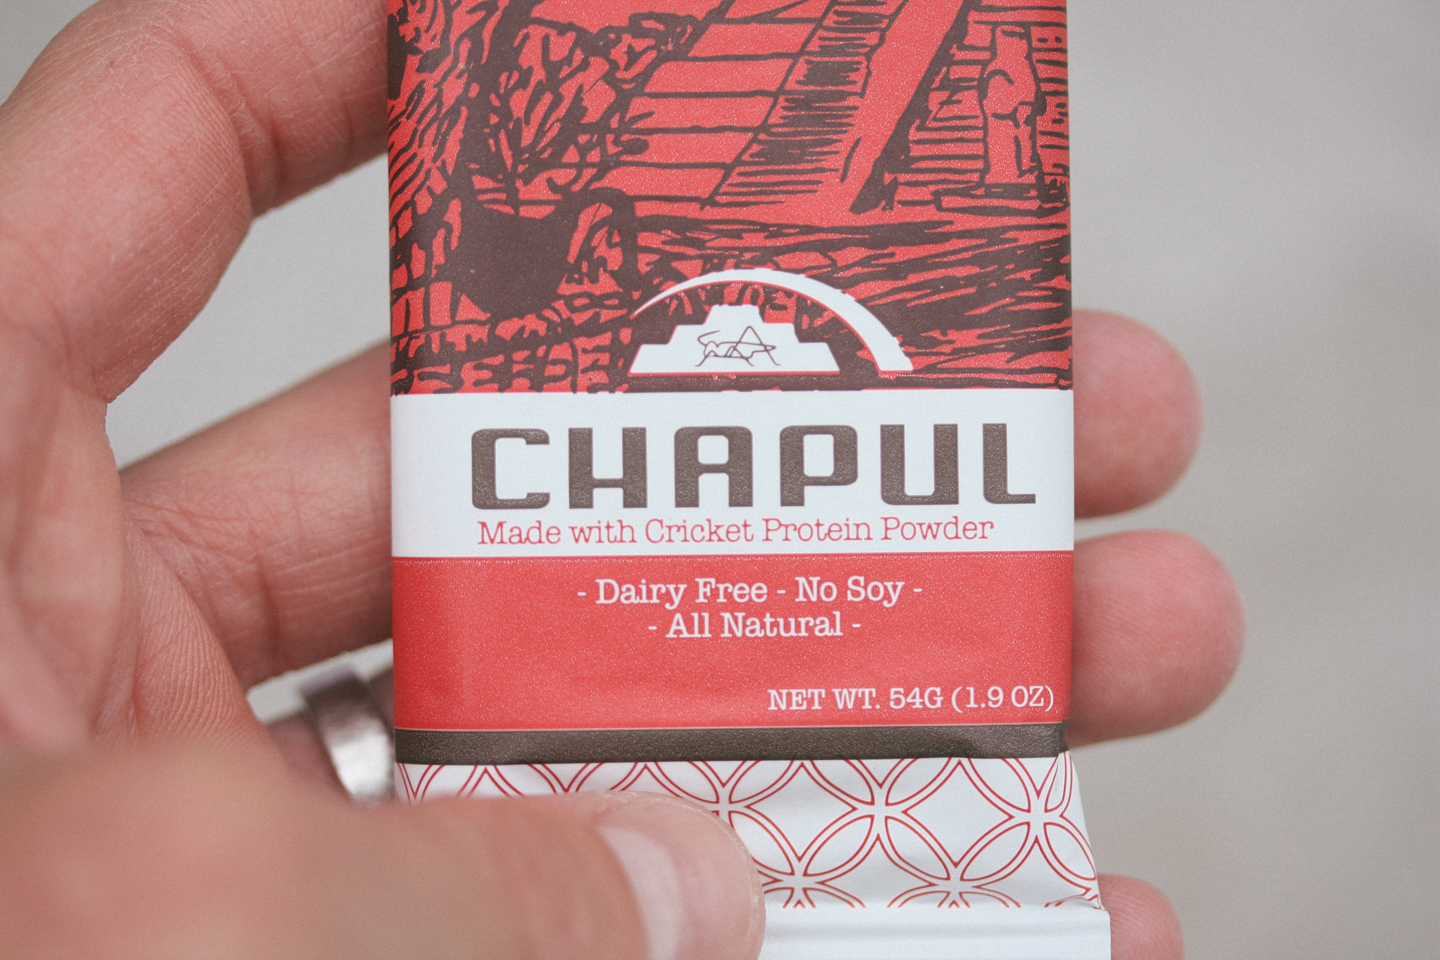 CHAPUL
Made with Cricket Protein Powder
- Dairy Free - No Soy -
- All Natural -
NET WT. 54G (1.9 OZ)